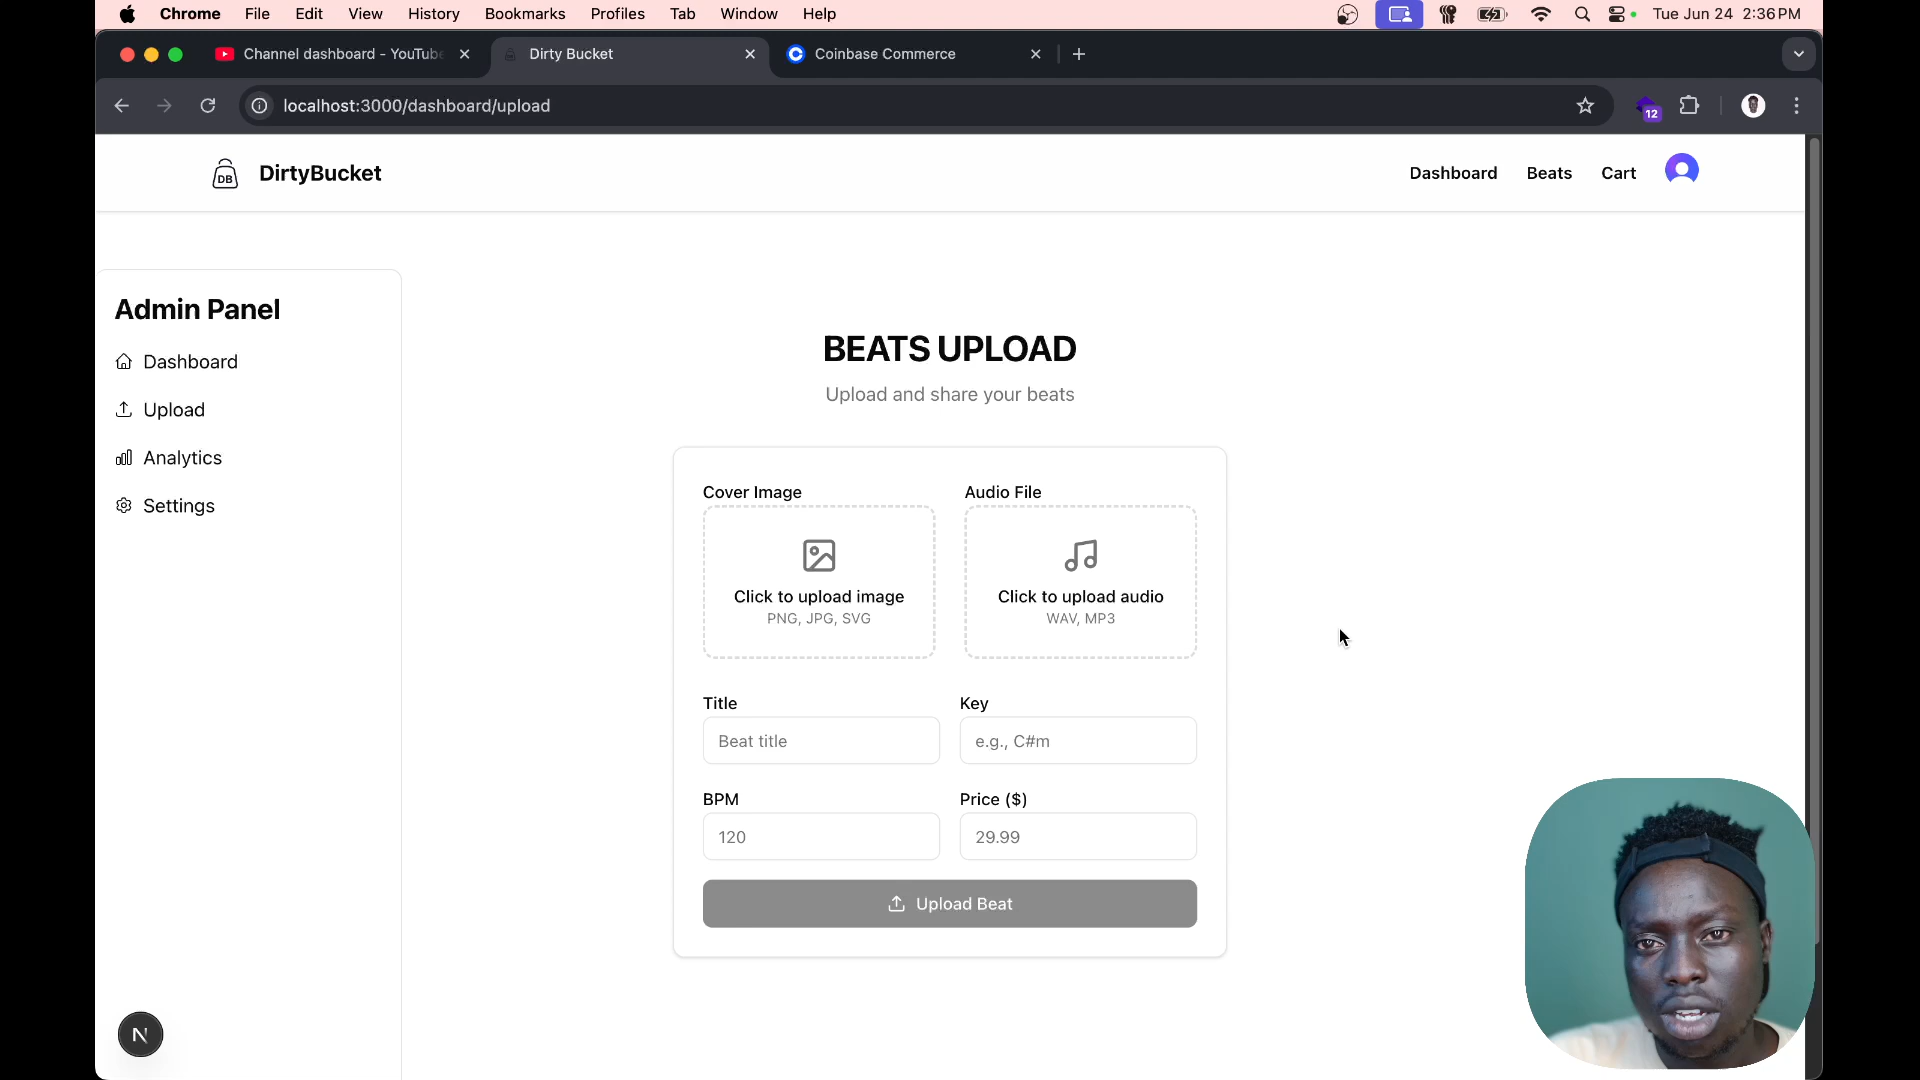 Chrome File Edit View History Bookmarks Profiles Tab Window Help Tue Jun 24 2:36 PM
Channel dashboard - YouTube Dirty Bucket Coinbase Commerce
localhost:3000/dashboard/upload 12
DB DirtyBucket Dashboard Beats Cart
Admin Panel
Dashboard
Upload
Analytics
Settings
BEATS UPLOAD
Upload and share your beats
Cover Image Audio File
Click to upload image Click to upload audio
PNG, JPG, SVG WAV, MP3
Title Key
Beat title e.g., C#m
BPM Price ($)
120 29.99
Upload Beat
N